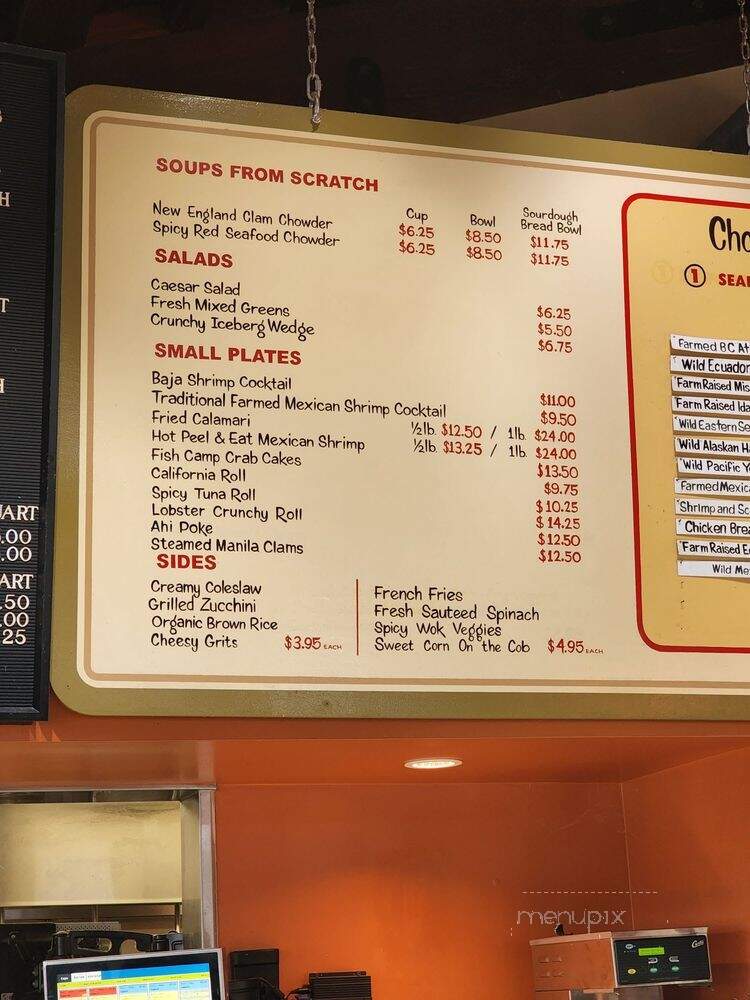 SOUPS FROM SCRATCH
Cup Bowl Sourdough Bread Bowl
New England Clam Chowder $6.25 $8.50 $11.75
Spicy Red Seafood Chowder $6.25 $8.50 $11.75
SALADS
Caesar Salad $6.25
Fresh Mixed Greens $5.50
Crunchy Iceberg Wedge $6.75
SMALL PLATES
Baja Shrimp Cocktail $11.00
Traditional Farmed Mexican Shrimp Cocktail $9.50
Fried Calamari ½lb. $12.50 / 1lb. $24.00
Hot Peel & Eat Mexican Shrimp ½lb. $13.25 / 1lb. $24.00
Fish Camp Crab Cakes $13.50
California Roll $9.75
Spicy Tuna Roll $10.25
Lobster Crunchy Roll $14.25
Ahi Poke $12.50
Steamed Manila Clams $12.50
SIDES
Creamy Coleslaw
Grilled Zucchini
Organic Brown Rice
Cheesy Grits $3.95 EACH
French Fries
Fresh Sauteed Spinach
Spicy Wok Veggies
Sweet Corn On the Cob $4.95 EACH
Cho
1 SEA
Farmed BC At
Wild Ecuador
Farm Raised Mis
Farm Raised Ida
Wild Eastern Se
Wild Alaskan Ha
Wild Pacific Y
Farmed Mexic
Shrimp and Sc
Chicken Brea
Farm Raised E
Wild Me
H
T
H
UART
.00
.00
ART
.50
.00
25
menupix